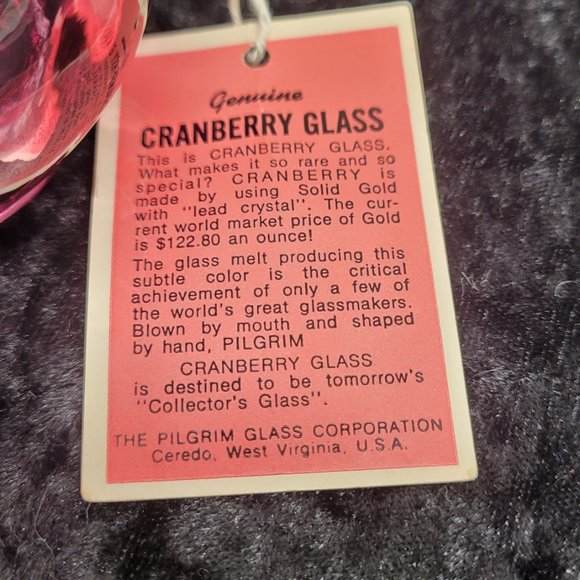 Genuine
CRANBERRY GLASS
This is CRANBERRY GLASS.
What makes it so rare and so
special? CRANBERRY is
made by using Solid Gold
with "lead crystal". The cur-
rent world market price of Gold
is $122.80 an ounce!
The glass melt producing this
subtle color is the critical
achievement of only a few of
the world's great glassmakers.
Blown by mouth and shaped
by hand, PILGRIM
CRANBERRY GLASS
is destined to be tomorrow's
"Collector's Glass".
THE PILGRIM GLASS CORPORATION
Ceredo, West Virginia, U.S.A.